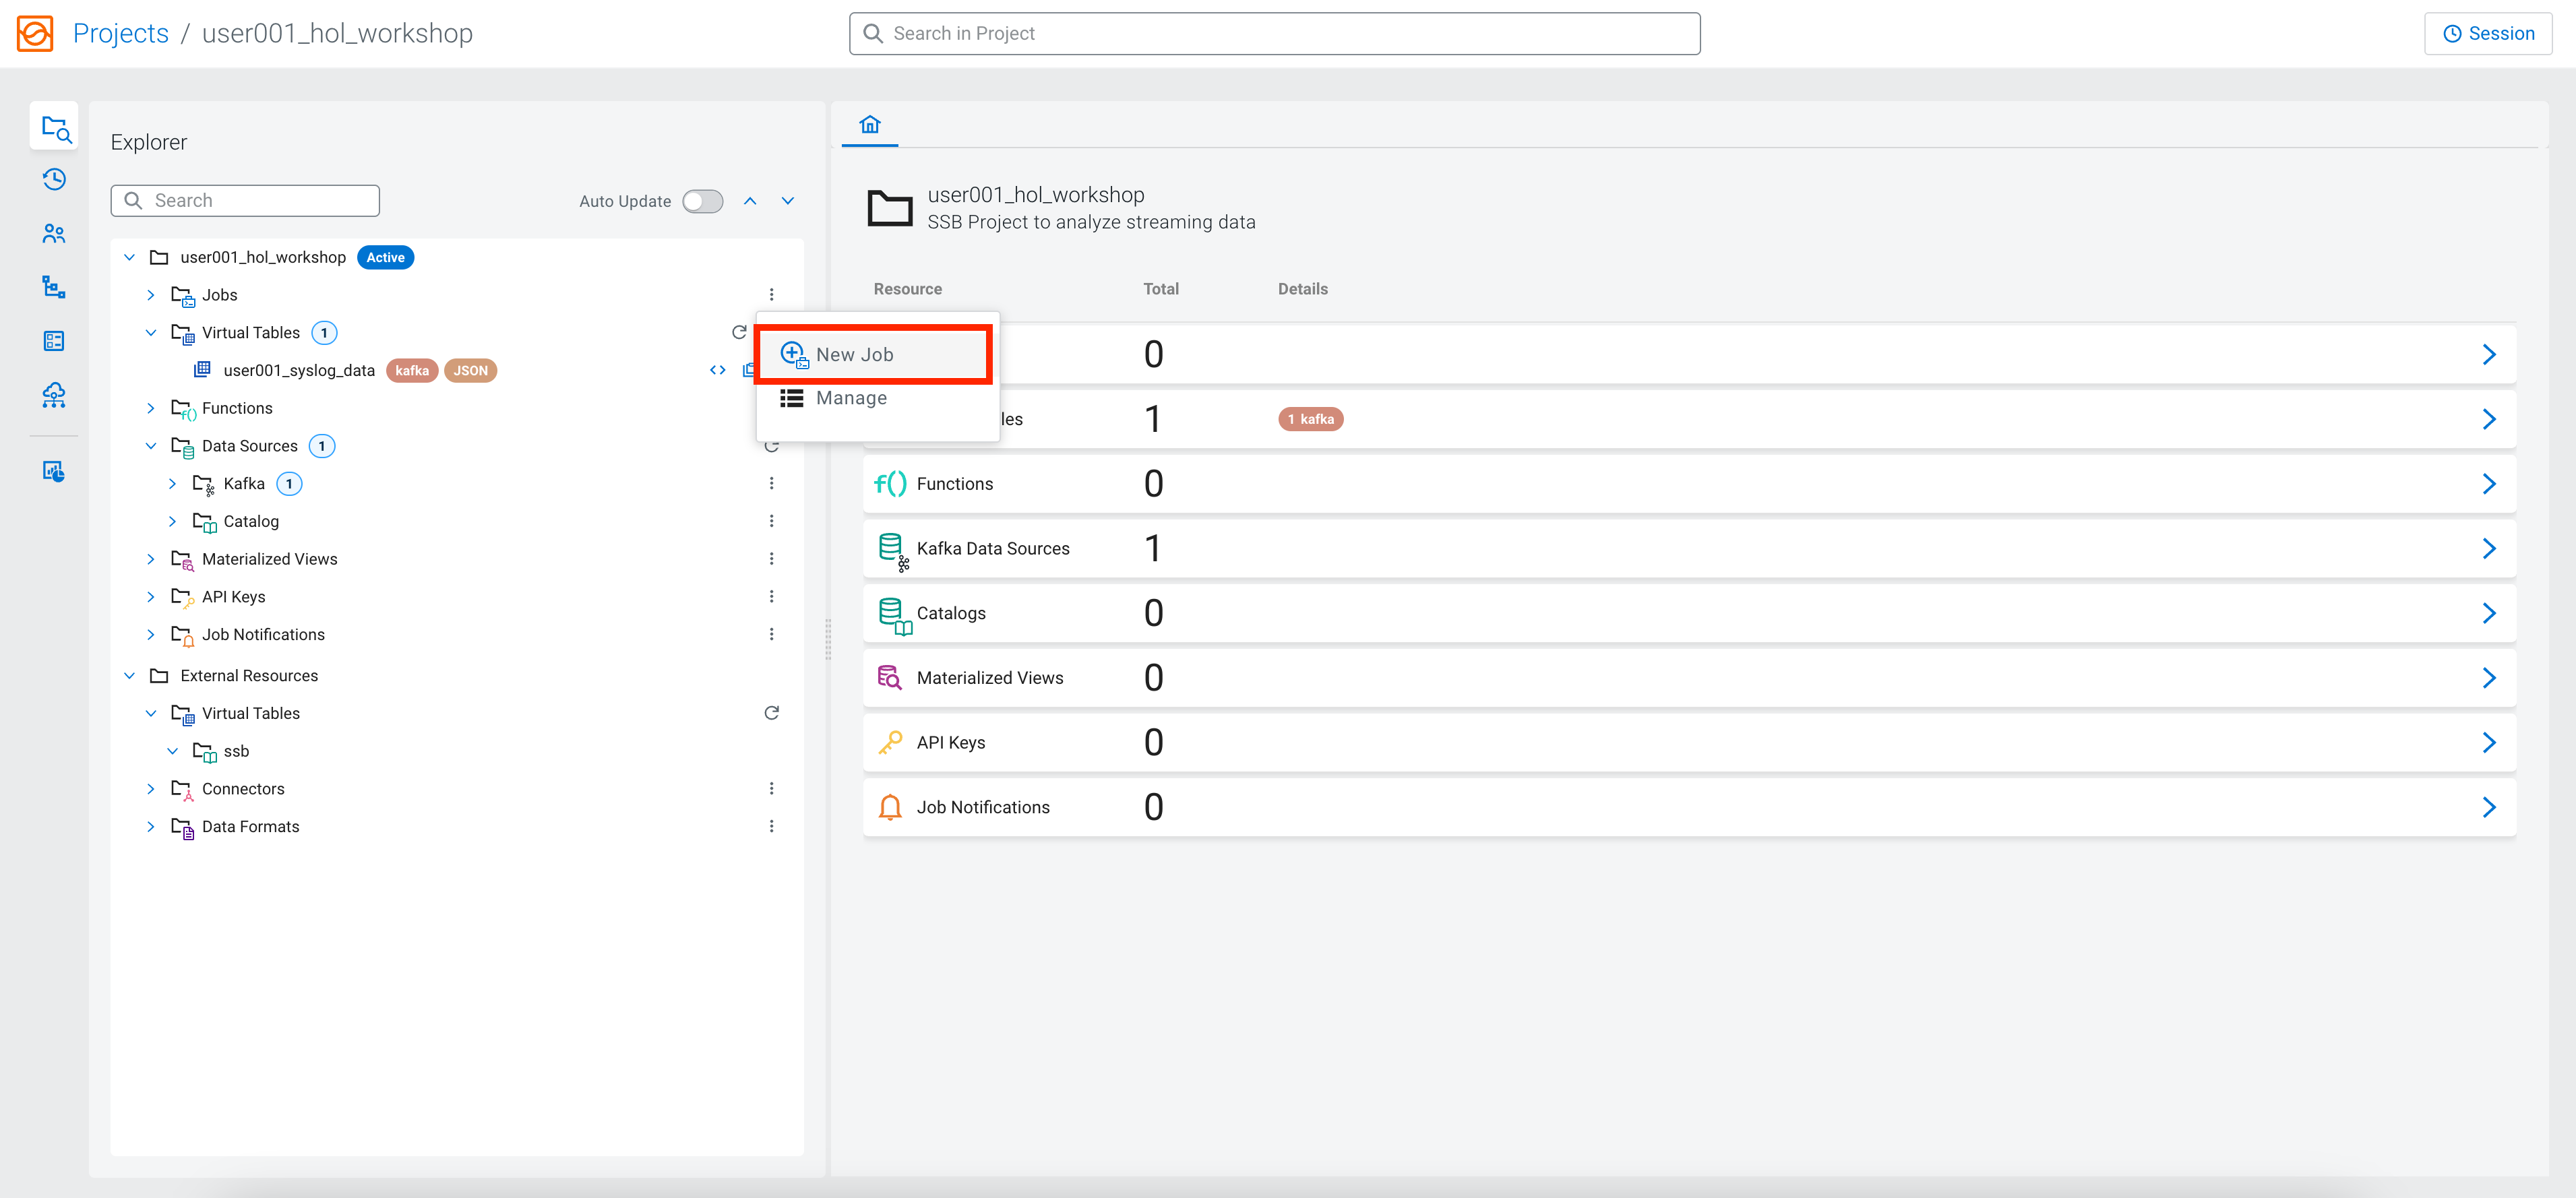 Projects / user001_hol_workshop
Search in Project
Session
Explorer
Search
Auto Update
user001_hol_workshop Active
Jobs
Virtual Tables 1
user001_syslog_data kafka JSON
Functions
f()
Data Sources 1
Kafka 1
Catalog
Materialized Views
API Keys
Job Notifications
External Resources
Virtual Tables
ssb
Connectors
Data Formats
New Job
Manage
user001_hol_workshop
SSB Project to analyze streaming data
Resource Total Details
0
les 1 1 kafka
f() Functions 0
Kafka Data Sources 1
Catalogs 0
Materialized Views 0
API Keys 0
Job Notifications 0